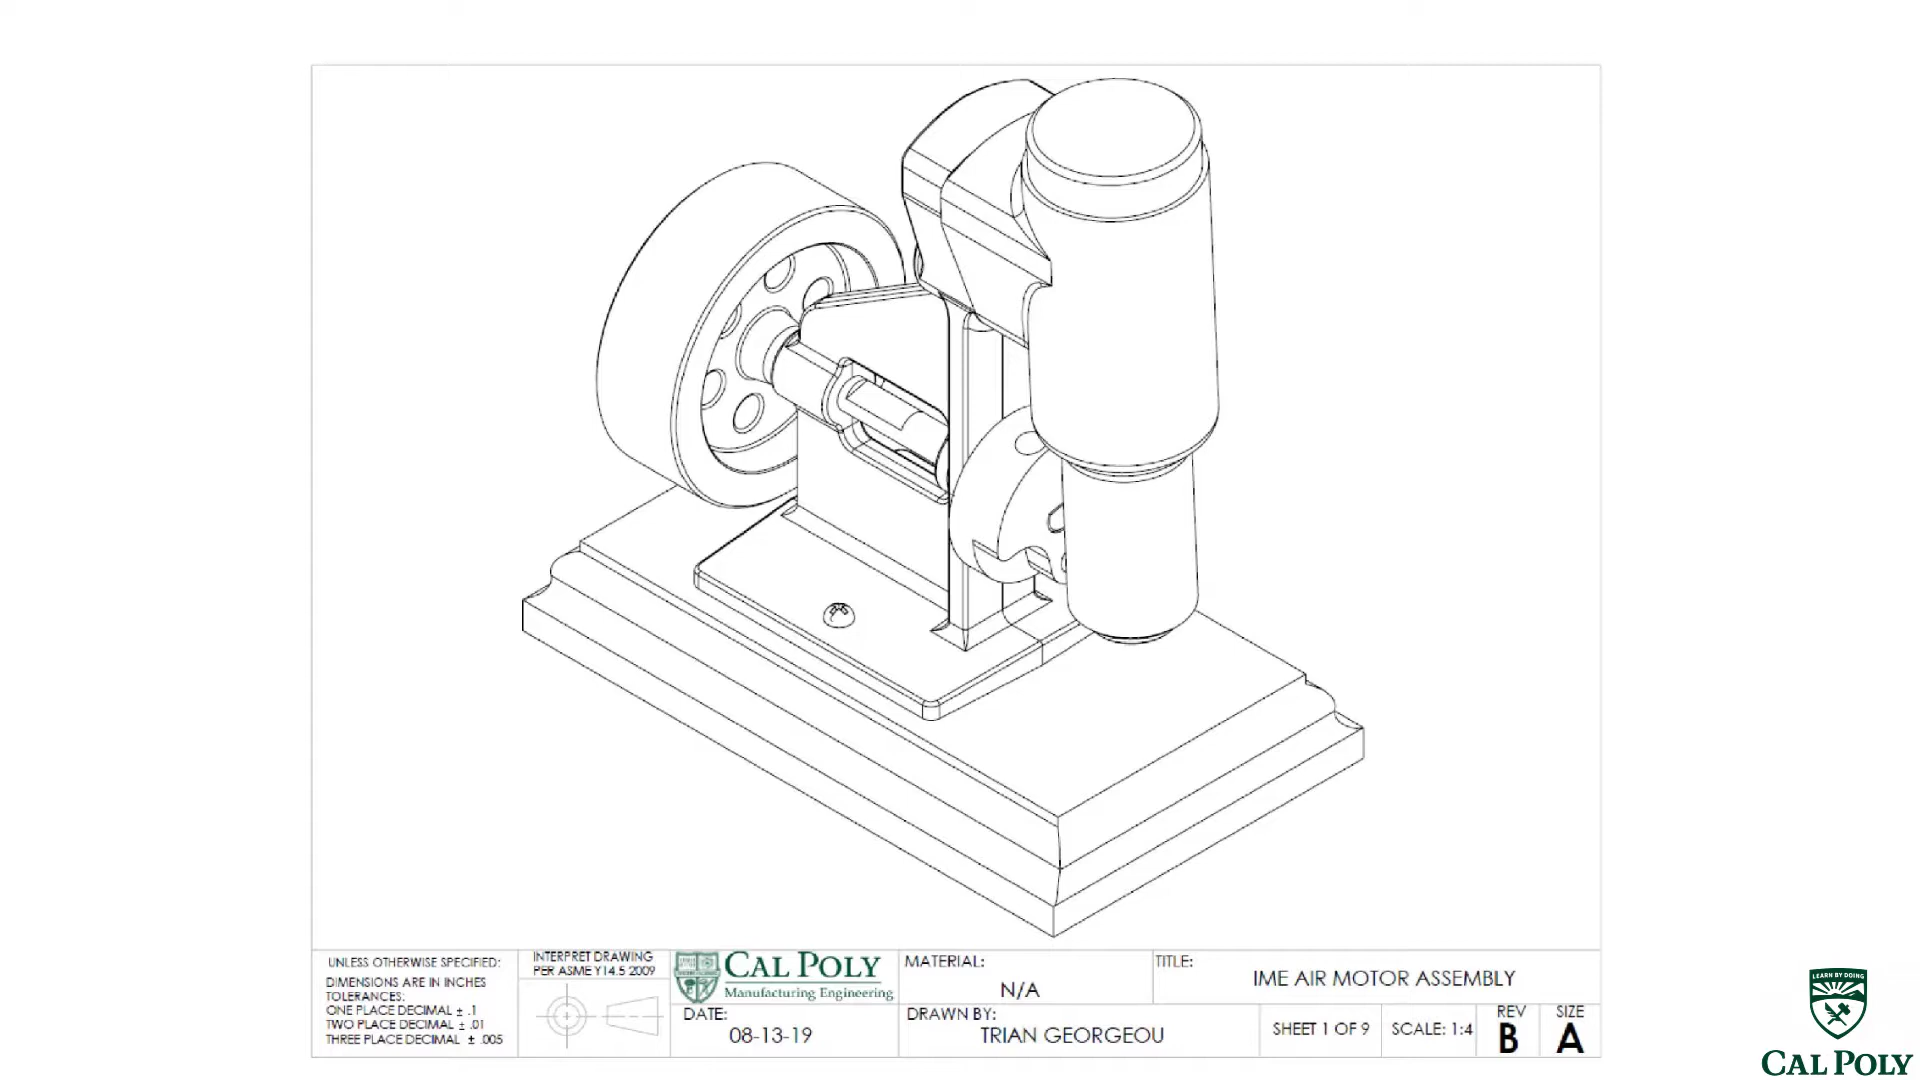 UNLESS OTHERWISE SPECIFIED:
DIMENSIONS ARE IN INCHES
TOLERANCES:
ONE PLACE DECIMAL ± .1
TWO PLACE DECIMAL ± .01
THREE PLACE DECIMAL ± .005
INTERPRET DRAWING
PER ASME Y14.5 2009
CAL POLY
Manufacturing Engineering
DATE:
08-13-19
MATERIAL:
N/A
DRAWN BY:
TRIAN GEORGEOU
TITLE:
IME AIR MOTOR ASSEMBLY
SHEET 1 OF 9
SCALE: 1:4
REV
B
SIZE
A
LEARN BY DOING
CAL POLY